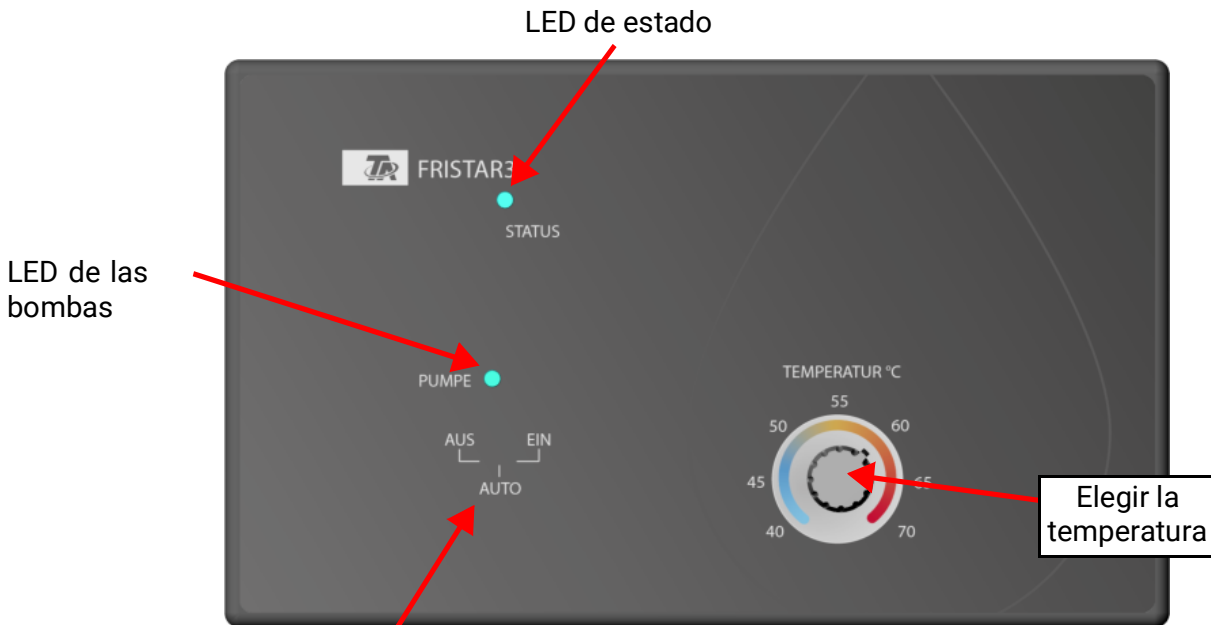 LED de estado
TA FRISTAR3
STATUS
LED de las
bombas
PUMPE
AUS EIN
AUTO
TEMPERATUR °C
55
50 60
45 65
40 70
Elegir la
temperatura